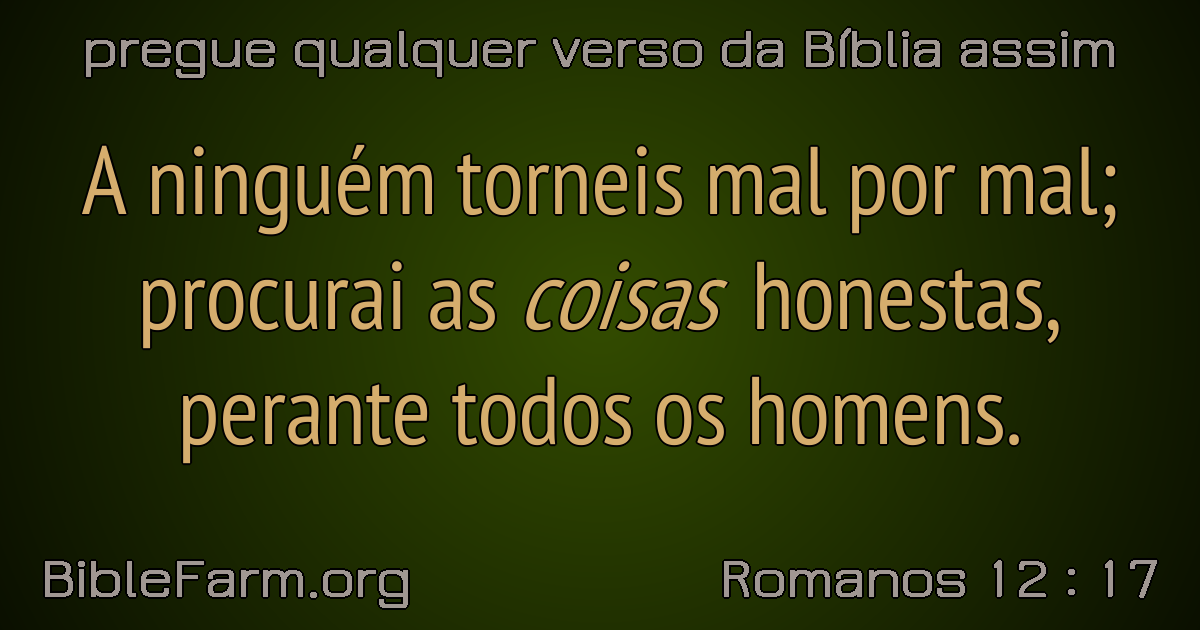 pregue qualquer verso da Bíblia assim
A ninguém torneis mal por mal;
procurai as coisas honestas,
perante todos os homens.
BibleFarm.org
Romanos 12 : 17